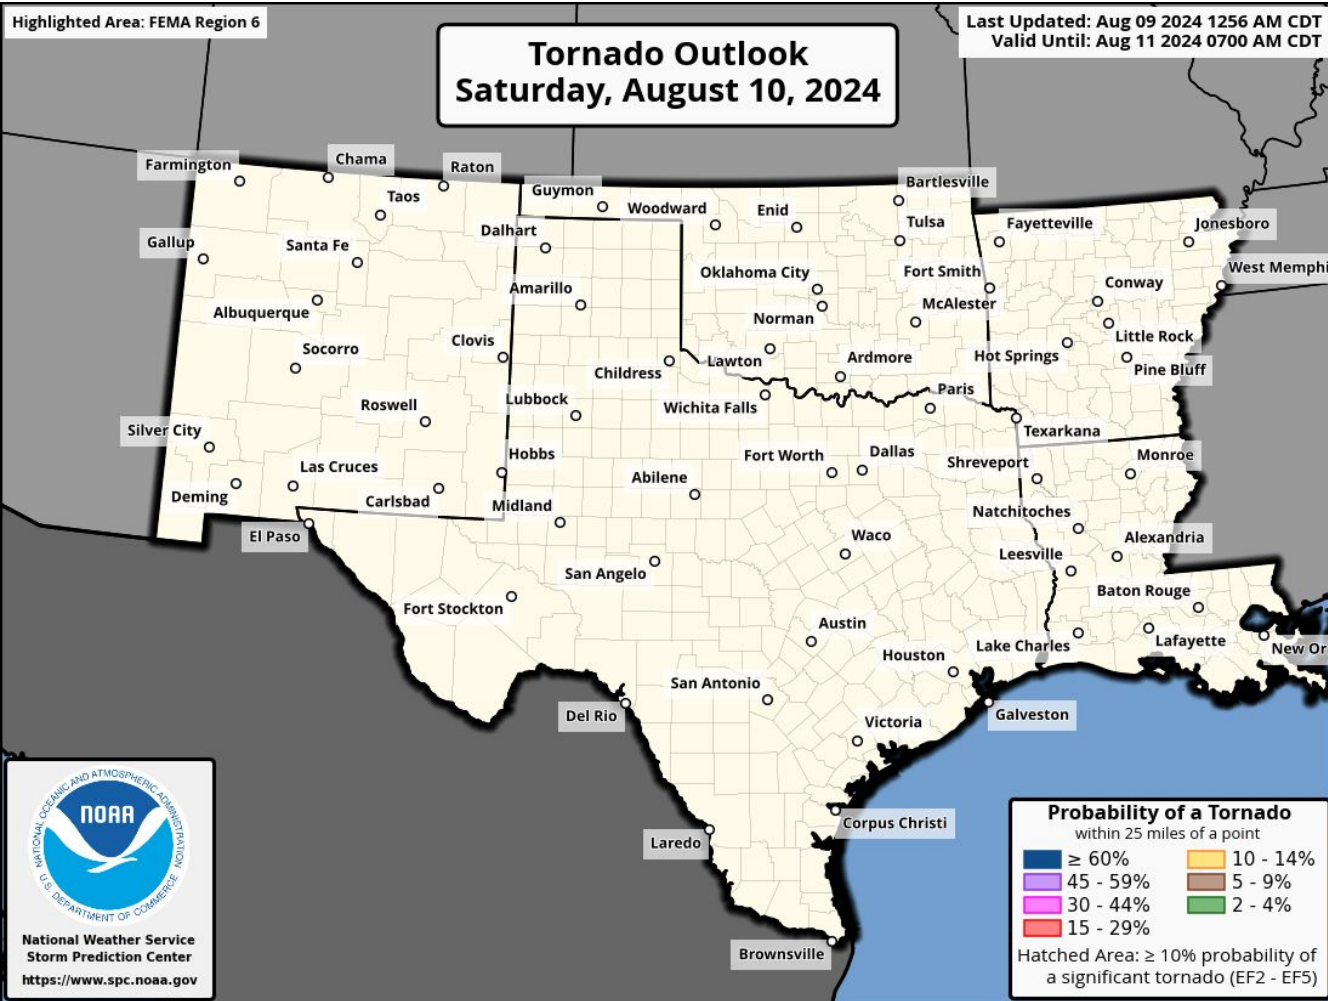 Highlighted Area: FEMA Region 6
Last Updated: Aug 09 2024 1256 AM CDT
Valid Until: Aug 11 2024 0700 AM CDT
Tornado Outlook
Saturday, August 10, 2024
Farmington
Chama
Raton
Taos
Guymon
Woodward
Enid
Bartlesville
Tulsa
Fayetteville
Jonesboro
Gallup
Santa Fe
Dalhart
Oklahoma City
Fort Smith
West Memphi
Amarillo
Conway
Albuquerque
Norman
McAlester
Socorro
Clovis
Little Rock
Childress
Lawton
Ardmore
Hot Springs
Pine Bluff
Roswell
Lubbock
Wichita Falls
Paris
Silver City
Texarkana
Las Cruces
Hobbs
Fort Worth
Dallas
Shreveport
Monroe
Deming
Carlsbad
Midland
Abilene
Natchitoches
El Paso
Waco
Leesville
Alexandria
San Angelo
Baton Rouge
Fort Stockton
Austin
Lake Charles
Lafayette
New Or
Houston
San Antonio
Del Rio
Victoria
Galveston
Laredo
Corpus Christi
Brownsville
NATIONAL OCEANIC AND ATMOSPHERIC ADMINISTRATION
NOAA
U.S. DEPARTMENT OF COMMERCE
National Weather Service
Storm Prediction Center
https://www.spc.noaa.gov
Probability of a Tornado
within 25 miles of a point
≥ 60%
10 - 14%
45 - 59%
5 - 9%
30 - 44%
2 - 4%
15 - 29%
Hatched Area: ≥ 10% probability of
a significant tornado (EF2 - EF5)